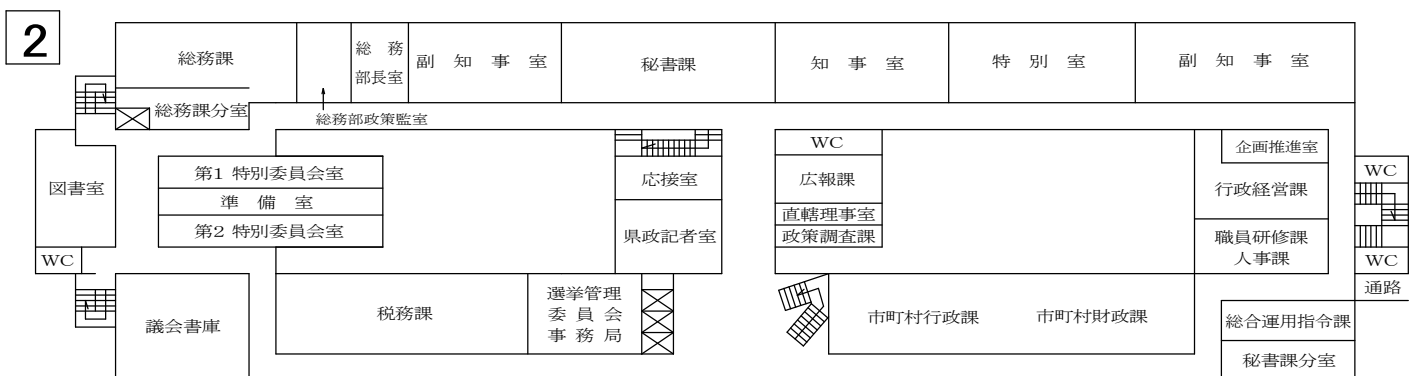 2
総務課
総務課分室
総務部政策監室
総務
部長室
副知事室
秘書課
知事室
特別室
副知事室
図書室
WC
第1 特別委員会室
準備室
第2 特別委員会室
応接室
県政記者室
WC
広報課
直轄理事室
政策調査課
企画推進室
行政経営課
職員研修課
人事課
WC
WC
通路
議会書庫
税務課
選挙管理
委員会
事務局
市町村行政課
市町村財政課
総合運用指令課
秘書課分室